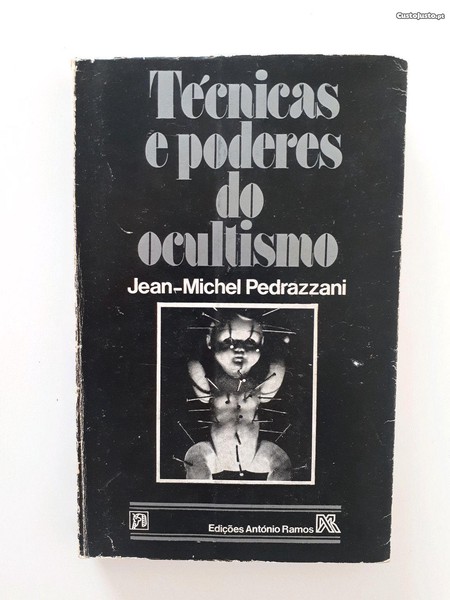 CustoJusto.pt
Técnicas
e poderes
do
ocultismo
Jean-Michel Pedrazzani
Edições António Ramos